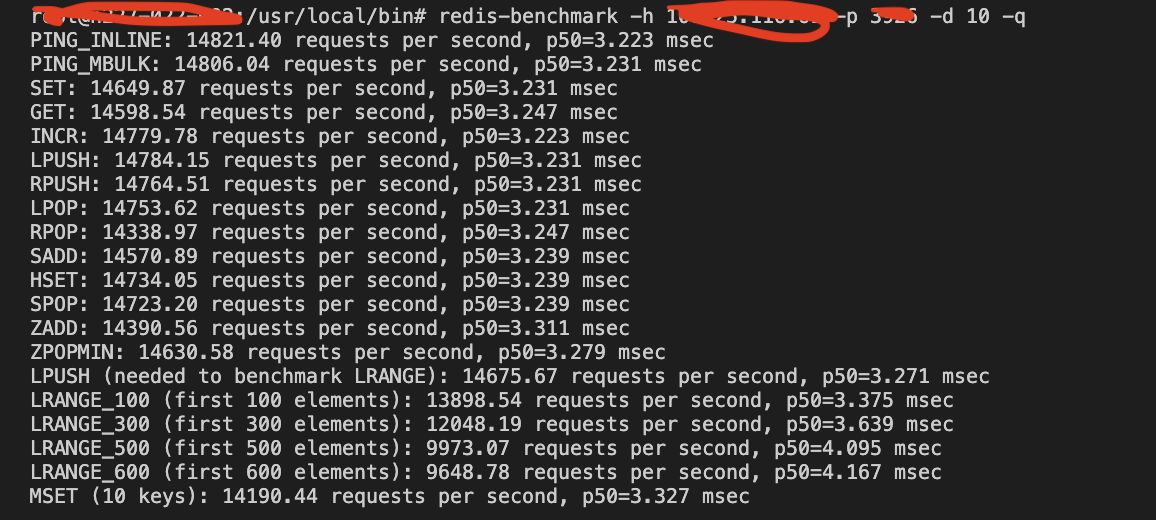 :/usr/local/bin# redis-benchmark -h -p -d 10 -q
PING_INLINE: 14821.40 requests per second, p50=3.223 msec
PING_MBULK: 14806.04 requests per second, p50=3.231 msec
SET: 14649.87 requests per second, p50=3.231 msec
GET: 14598.54 requests per second, p50=3.247 msec
INCR: 14779.78 requests per second, p50=3.223 msec
LPUSH: 14784.15 requests per second, p50=3.231 msec
RPUSH: 14764.51 requests per second, p50=3.231 msec
LPOP: 14753.62 requests per second, p50=3.231 msec
RPOP: 14338.97 requests per second, p50=3.247 msec
SADD: 14570.89 requests per second, p50=3.239 msec
HSET: 14734.05 requests per second, p50=3.239 msec
SPOP: 14723.20 requests per second, p50=3.239 msec
ZADD: 14390.56 requests per second, p50=3.311 msec
ZPOPMIN: 14630.58 requests per second, p50=3.279 msec
LPUSH (needed to benchmark LRANGE): 14675.67 requests per second, p50=3.271 msec
LRANGE_100 (first 100 elements): 13898.54 requests per second, p50=3.375 msec
LRANGE_300 (first 300 elements): 12048.19 requests per second, p50=3.639 msec
LRANGE_500 (first 500 elements): 9973.07 requests per second, p50=4.095 msec
LRANGE_600 (first 600 elements): 9648.78 requests per second, p50=4.167 msec
MSET (10 keys): 14190.44 requests per second, p50=3.327 msec